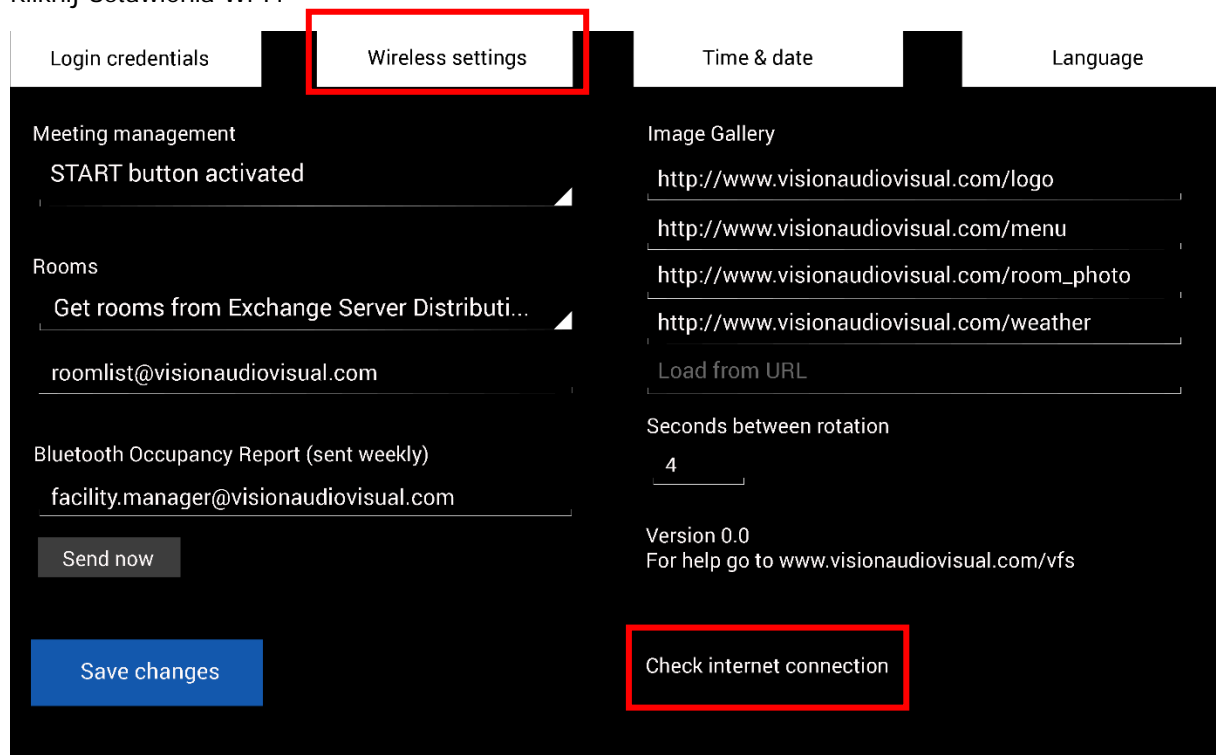 Kliknij Ustawienia Wi-Fi
Login credentials
Wireless settings
Time & date
Language
Meeting management
START button activated
Rooms
Get rooms from Exchange Server Distributi...
roomlist@visionaudiovisual.com
Bluetooth Occupancy Report (sent weekly)
facility.manager@visionaudiovisual.com
Send now
Save changes
Image Gallery
http://www.visionaudiovisual.com/logo
http://www.visionaudiovisual.com/menu
http://www.visionaudiovisual.com/room_photo
http://www.visionaudiovisual.com/weather
Load from URL
Seconds between rotation
4
Version 0.0
For help go to www.visionaudiovisual.com/vfs
Check internet connection